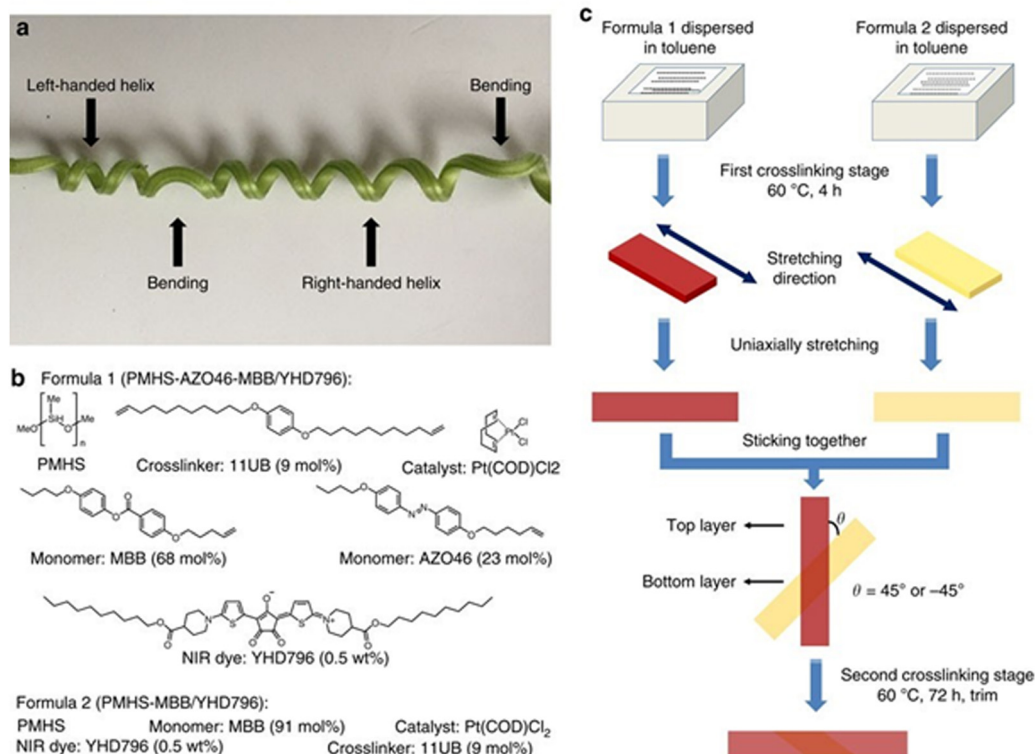 a
Left-handed helix
Bending
Bending
Right-handed helix
b
Formula 1 (PMHS-AZO46-MBB/YHD796):
Me
SiH
Me
MeO
O
n
PMHS
O
O
Crosslinker: 11UB (9 mol%)
Pt
Cl
Cl
Catalyst: Pt(COD)Cl2
O
O
O
O
Monomer: MBB (68 mol%)
O
N
N
O
Monomer: AZO46 (23 mol%)
O
O
N
S
O-
O
O
S
N+
O
O
NIR dye: YHD796 (0.5 wt%)
Formula 2 (PMHS-MBB/YHD796):
PMHS Monomer: MBB (91 mol%) Catalyst: Pt(COD)Cl2
NIR dye: YHD796 (0.5 wt%) Crosslinker: 11UB (9 mol%)
c
Formula 1 dispersed
in toluene
Formula 2 dispersed
in toluene
First crosslinking stage
60 °C, 4 h
Stretching
direction
Uniaxially stretching
Sticking together
Top layer
θ
Bottom layer
θ = 45° or –45°
Second crosslinking stage
60 °C, 72 h, trim